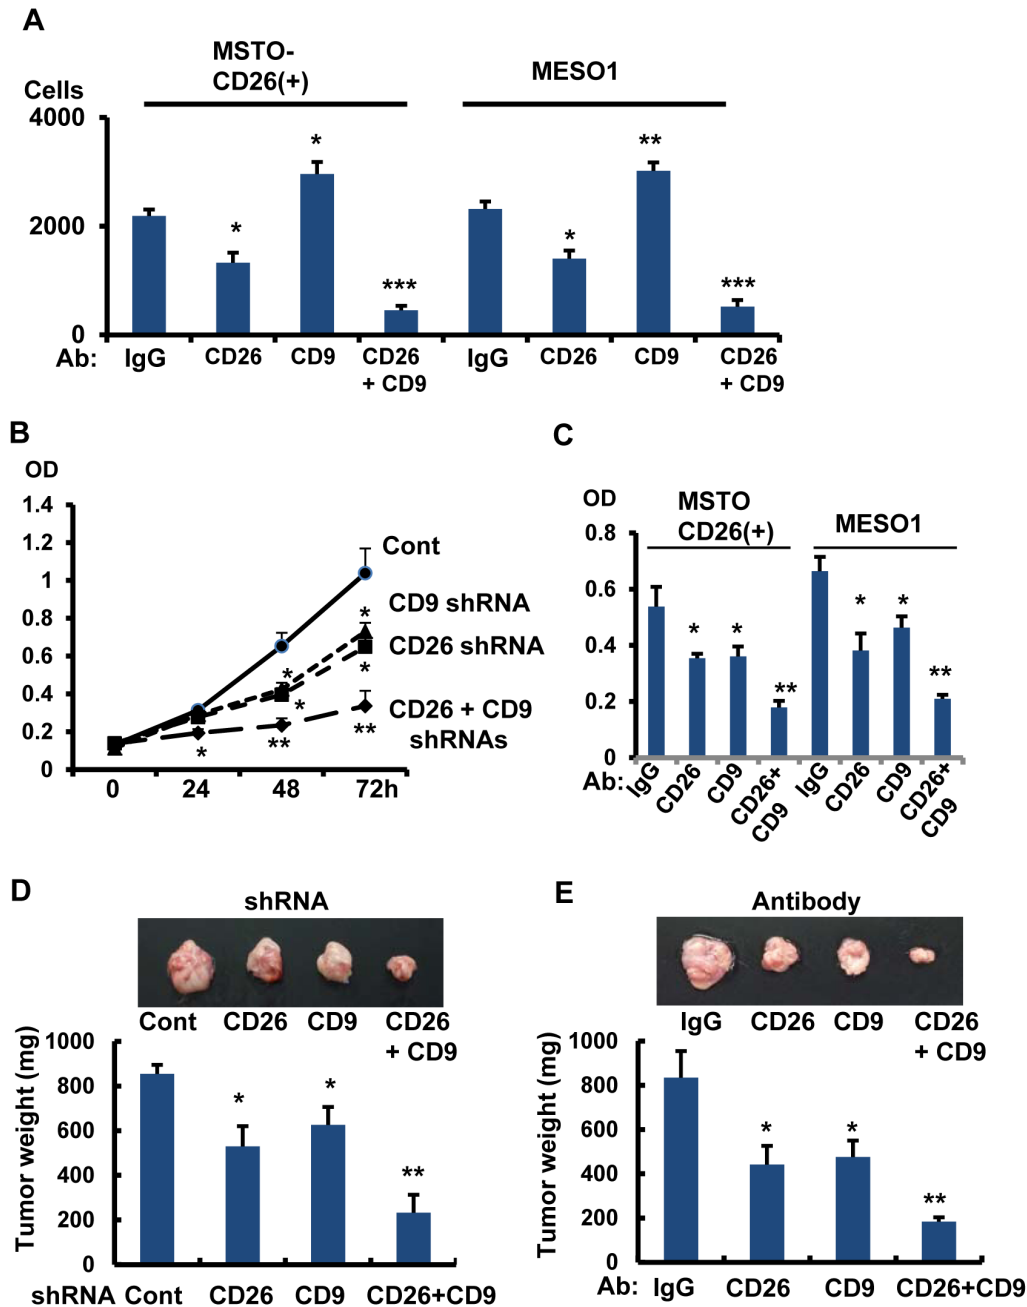 A
MSTO-
CD26(+)
MESO1
Cells
4000
2000
0
* * *** * ** ***
Ab: IgG CD26 CD9 CD26 + CD9 IgG CD26 CD9 CD26 + CD9
B
OD
1.4
1.2
1
0.8
0.6
0.4
0.2
0
Cont
CD9 shRNA
CD26 shRNA
CD26 + CD9
shRNAs
* * * * * ** **
0 24 48 72h
C
OD
MSTO
CD26(+)
MESO1
0.8
0.6
0.4
0.2
0
* * ** * * **
Ab: IgG CD26 CD9 CD26+ CD9 IgG CD26 CD9 CD26+ CD9
D
shRNA
Cont CD26 CD9 CD26 + CD9
Tumor weight (mg)
1000
800
600
400
200
0
* * **
shRNA Cont CD26 CD9 CD26+CD9
E
Antibody
IgG CD26 CD9 CD26 + CD9
Tumor weight (mg)
1000
800
600
400
200
0
* * **
Ab: IgG CD26 CD9 CD26+CD9